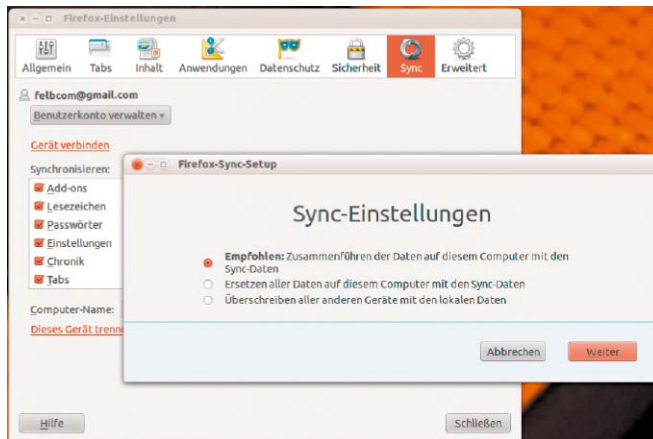 Firefox-Einstellungen
Allgemein Tabs Inhalt Anwendungen Datenschutz Sicherheit Sync Erweitert
felbcom@gmail.com
Benutzerkonto verwalten
Gerät verbinden
Synchronisieren:
Add-ons
Lesezeichen
Passwörter
Einstellungen
Chronik
Tabs
Computer-Name:
Dieses Gerät trenn
Hilfe
Schließen
Firefox-Sync-Setup
Sync-Einstellungen
Empfohlen: Zusammenführen der Daten auf diesem Computer mit den
Sync-Daten
Ersetzen aller Daten auf diesem Computer mit den Sync-Daten
Überschreiben aller anderen Geräte mit den lokalen Daten
Abbrechen Weiter